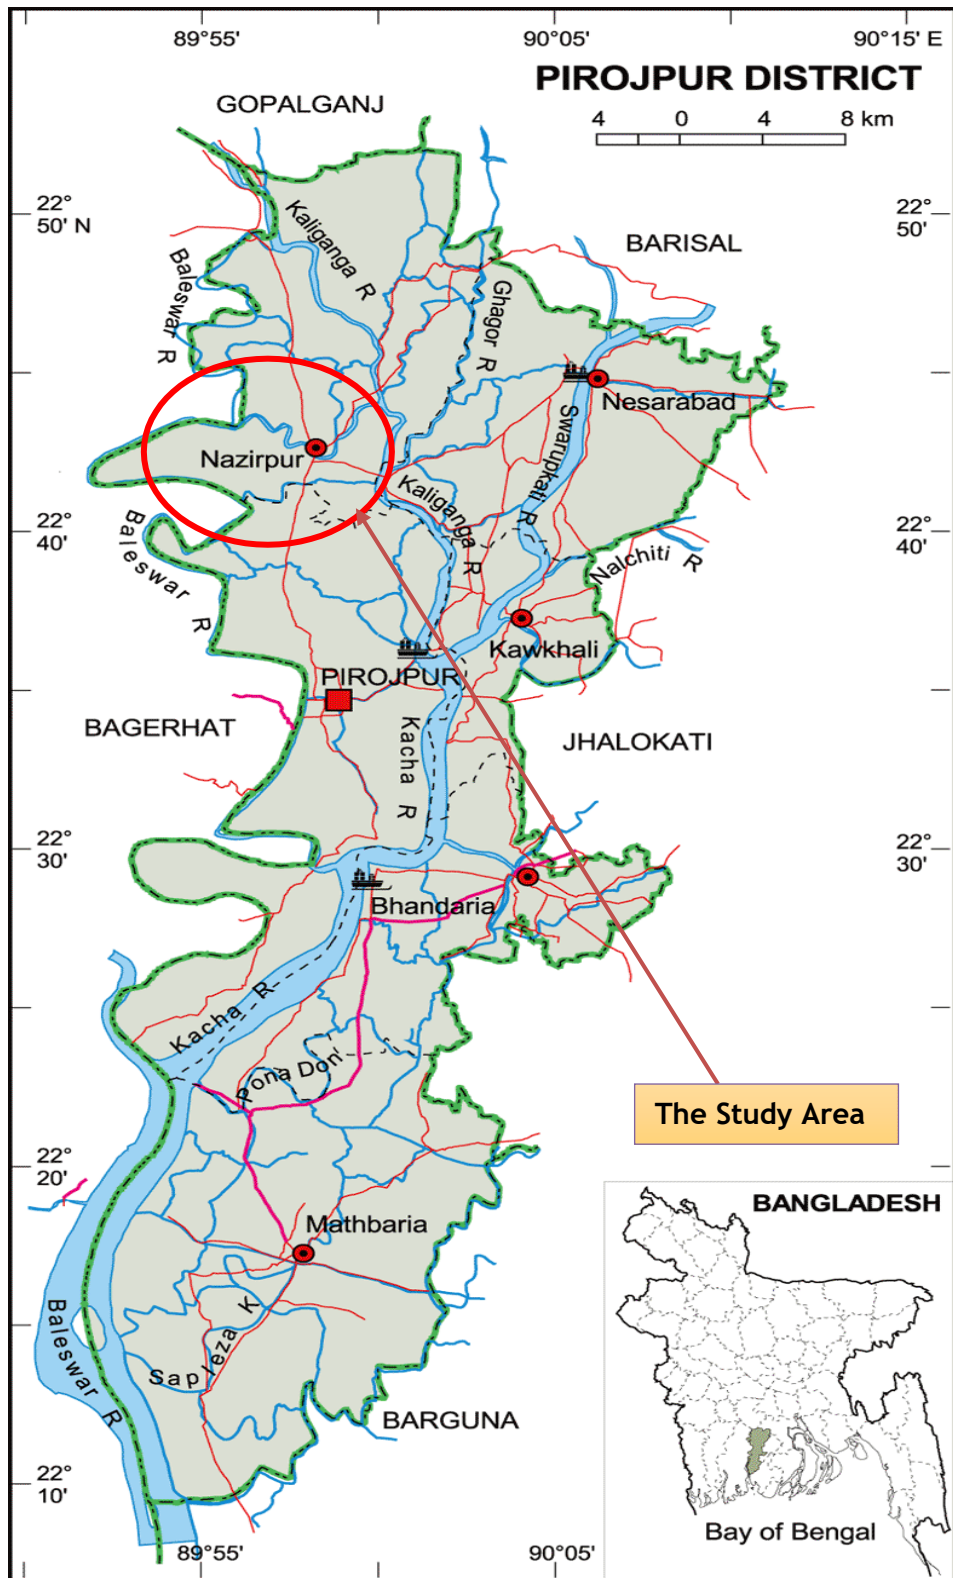 89°55'
90°05'
90°15' E
PIROJPUR DISTRICT
4 0 4 8 km
GOPALGANJ
22°
50' N
22°
50'
BARISAL
Kaliganga R
Baleswar R
Ghagor R
Nesarabad
Swarupkati R
Nazirpur
Kaliganga R
22°
40'
22°
40'
Baleswar R
Nalchiti R
Kawkhali
PIROJPUR
BAGERHAT
JHALOKATI
Kacha R
22°
30'
22°
30'
Bhandaria
Kacha R
Pona Don
The Study Area
22°
20'
BANGLADESH
Mathbaria
Baleswar R
Sapleza K
BARGUNA
22°
10'
Bay of Bengal
89°55'
90°05'